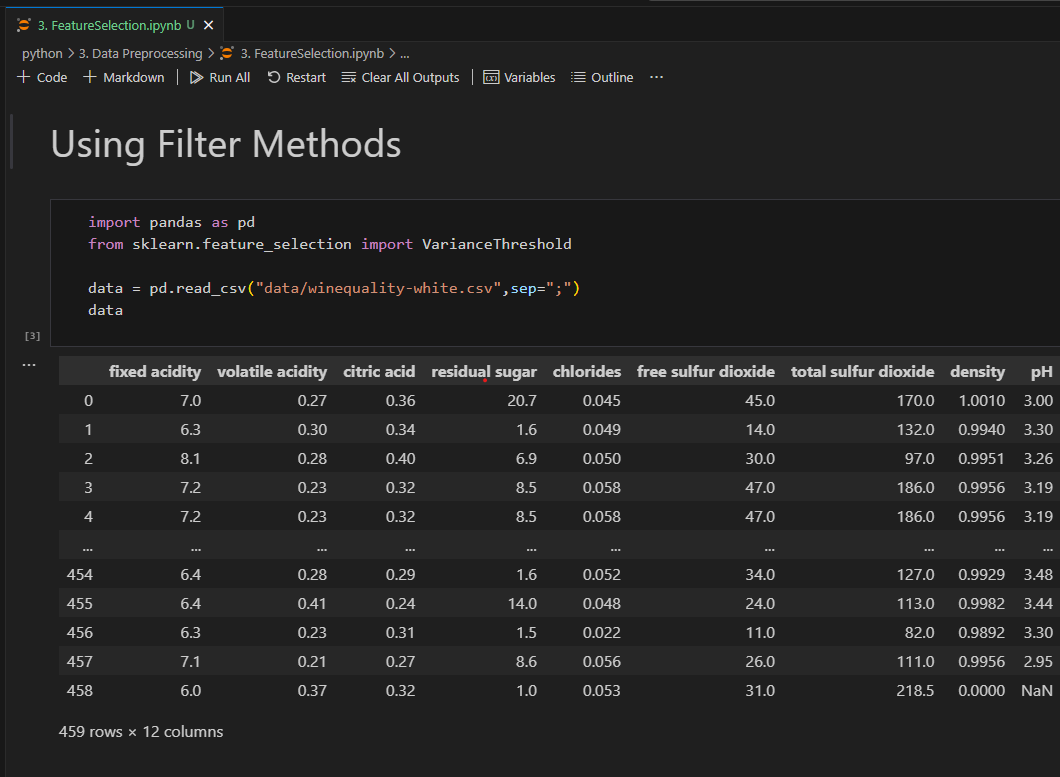 3. FeatureSelection.ipynb U ×
python > 3. Data Preprocessing > 3. FeatureSelection.ipynb > ...
+ Code + Markdown | Run All Restart Clear All Outputs | Variables Outline ...
Using Filter Methods
import pandas as pd
from sklearn.feature_selection import VarianceThreshold
data = pd.read_csv("data/winequality-white.csv",sep=";")
data
[3]
...
fixed acidity volatile acidity citric acid residual sugar chlorides free sulfur dioxide total sulfur dioxide density pH
0 7.0 0.27 0.36 20.7 0.045 45.0 170.0 1.0010 3.00
1 6.3 0.30 0.34 1.6 0.049 14.0 132.0 0.9940 3.30
2 8.1 0.28 0.40 6.9 0.050 30.0 97.0 0.9951 3.26
3 7.2 0.23 0.32 8.5 0.058 47.0 186.0 0.9956 3.19
4 7.2 0.23 0.32 8.5 0.058 47.0 186.0 0.9956 3.19
... ... ... ... ... ... ... ... ... ...
454 6.4 0.28 0.29 1.6 0.052 34.0 127.0 0.9929 3.48
455 6.4 0.41 0.24 14.0 0.048 24.0 113.0 0.9982 3.44
456 6.3 0.23 0.31 1.5 0.022 11.0 82.0 0.9892 3.30
457 7.1 0.21 0.27 8.6 0.056 26.0 111.0 0.9956 2.95
458 6.0 0.37 0.32 1.0 0.053 31.0 218.5 0.0000 NaN
459 rows × 12 columns